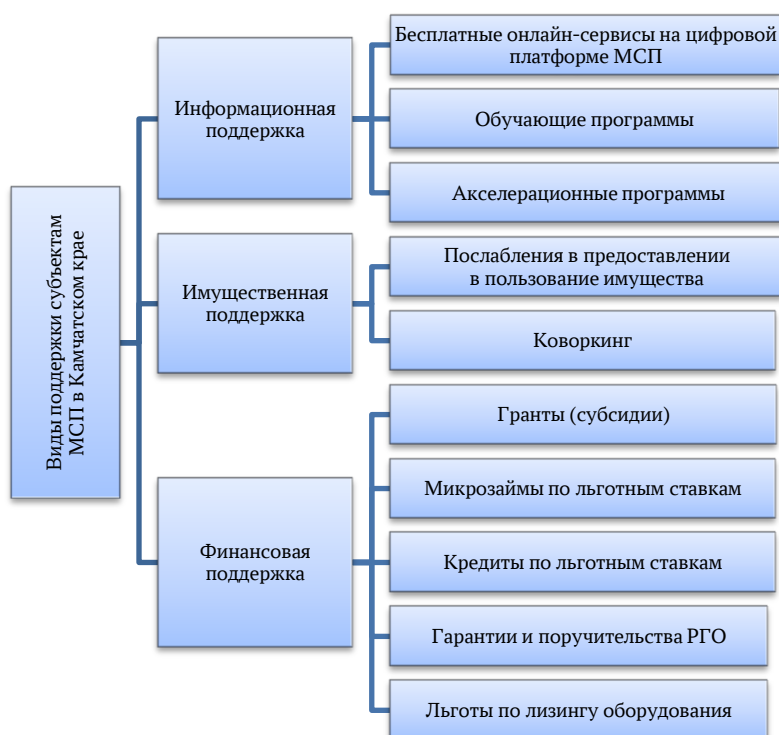 Виды поддержки субъектам
МСП в Камчатском крае
Информационная
поддержка
Бесплатные онлайн-сервисы на цифровой
платформе МСП
Обучающие программы
Акселерационные программы
Имущественная
поддержка
Послабления в предоставлении
в пользование имущества
Коворкинг
Финансовая
поддержка
Гранты (субсидии)
Микрозаймы по льготным ставкам
Кредиты по льготным ставкам
Гарантии и поручительства РГО
Льготы по лизингу оборудования